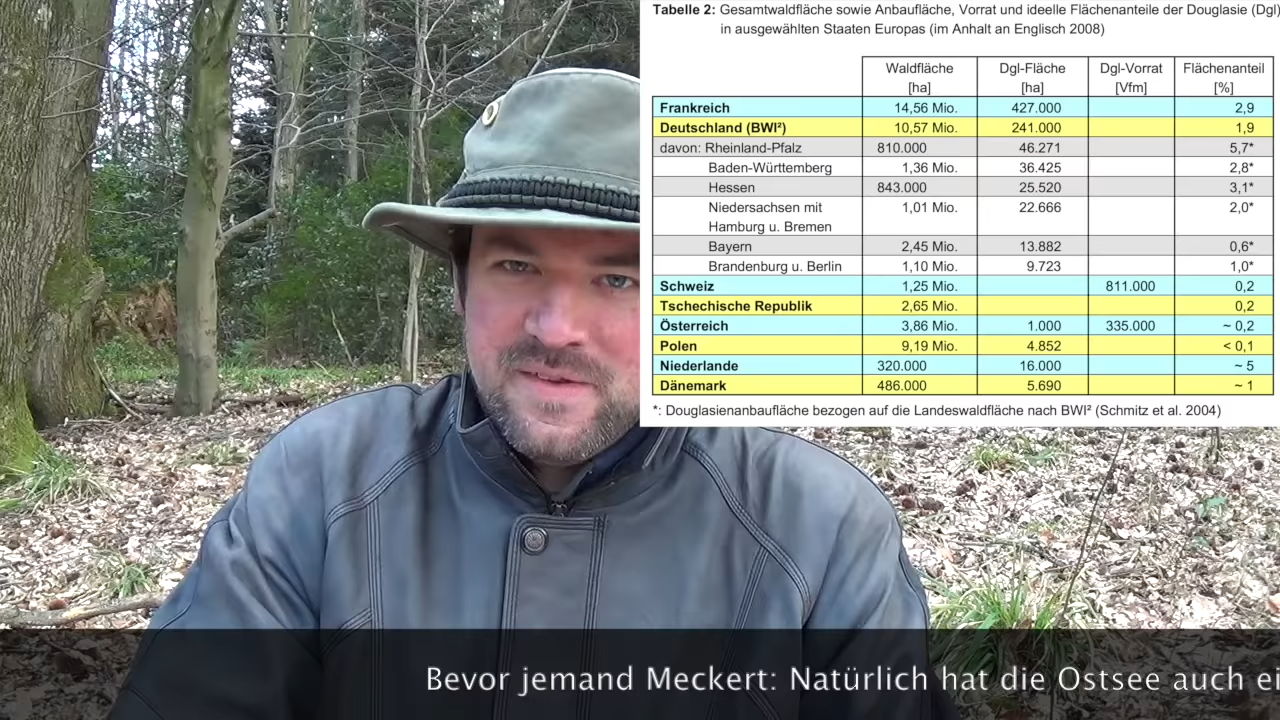 Tabelle 2: Gesamtwaldfläche sowie Anbaufläche, Vorrat und ideelle Flächenanteile der Douglasie (Dgl)
in ausgewählten Staaten Europas (im Anhalt an Englisch 2008)
Waldfläche [ha] Dgl-Fläche [ha] Dgl-Vorrat [Vfm] Flächenanteil [%]
Frankreich 14,56 Mio. 427.000 2,9
Deutschland (BWI²) 10,57 Mio. 241.000 1,9
davon: Rheinland-Pfalz 810.000 46.271 5,7*
Baden-Württemberg 1,36 Mio. 36.425 2,8*
Hessen 843.000 25.520 3,1*
Niedersachsen mit 1,01 Mio. 22.666 2,0*
Hamburg u. Bremen
Bayern 2,45 Mio. 13.882 0,6*
Brandenburg u. Berlin 1,10 Mio. 9.723 1,0*
Schweiz 1,25 Mio. 811.000 0,2
Tschechische Republik 2,65 Mio. 0,2
Österreich 3,86 Mio. 1.000 335.000 ~ 0,2
Polen 9,19 Mio. 4.852 < 0,1
Niederlande 320.000 16.000 ~ 5
Dänemark 486.000 5.690 ~ 1
*: Douglasienanbaufläche bezogen auf die Landeswaldfläche nach BWI² (Schmitz et al. 2004)
Bevor jemand Meckert: Natürlich hat die Ostsee auch ei